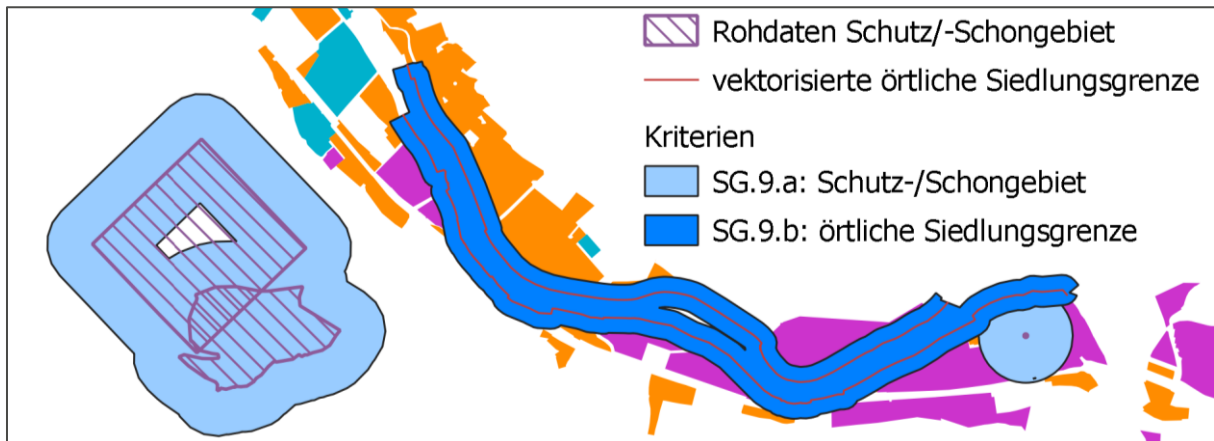 Rohdaten Schutz/-Schongebiet
vektorisierte örtliche Siedlungsgrenze
Kriterien
SG.9.a: Schutz-/Schongebiet
SG.9.b: örtliche Siedlungsgrenze